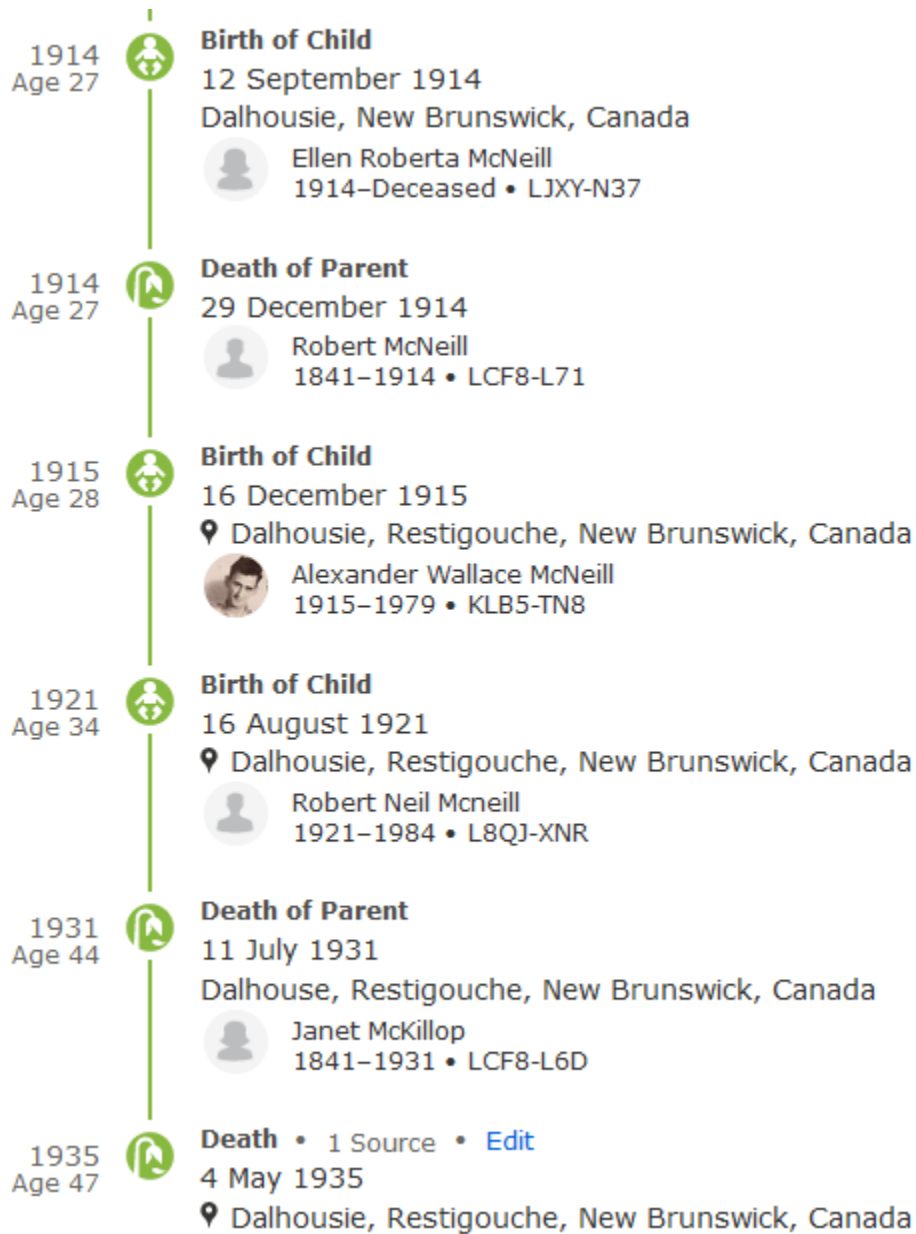 1914
Age 27
Birth of Child
12 September 1914
Dalhousie, New Brunswick, Canada
Ellen Roberta McNeill
1914–Deceased • LJXY-N37
1914
Age 27
Death of Parent
29 December 1914
Robert McNeill
1841–1914 • LCF8-L71
1915
Age 28
Birth of Child
16 December 1915
Dalhousie, Restigouche, New Brunswick, Canada
Alexander Wallace McNeill
1915–1979 • KLB5-TN8
1921
Age 34
Birth of Child
16 August 1921
Dalhousie, Restigouche, New Brunswick, Canada
Robert Neil Mcneill
1921–1984 • L8QJ-XNR
1931
Age 44
Death of Parent
11 July 1931
Dalhouse, Restigouche, New Brunswick, Canada
Janet McKillop
1841–1931 • LCF8-L6D
1935
Age 47
Death • 1 Source • Edit
4 May 1935
Dalhousie, Restigouche, New Brunswick, Canada